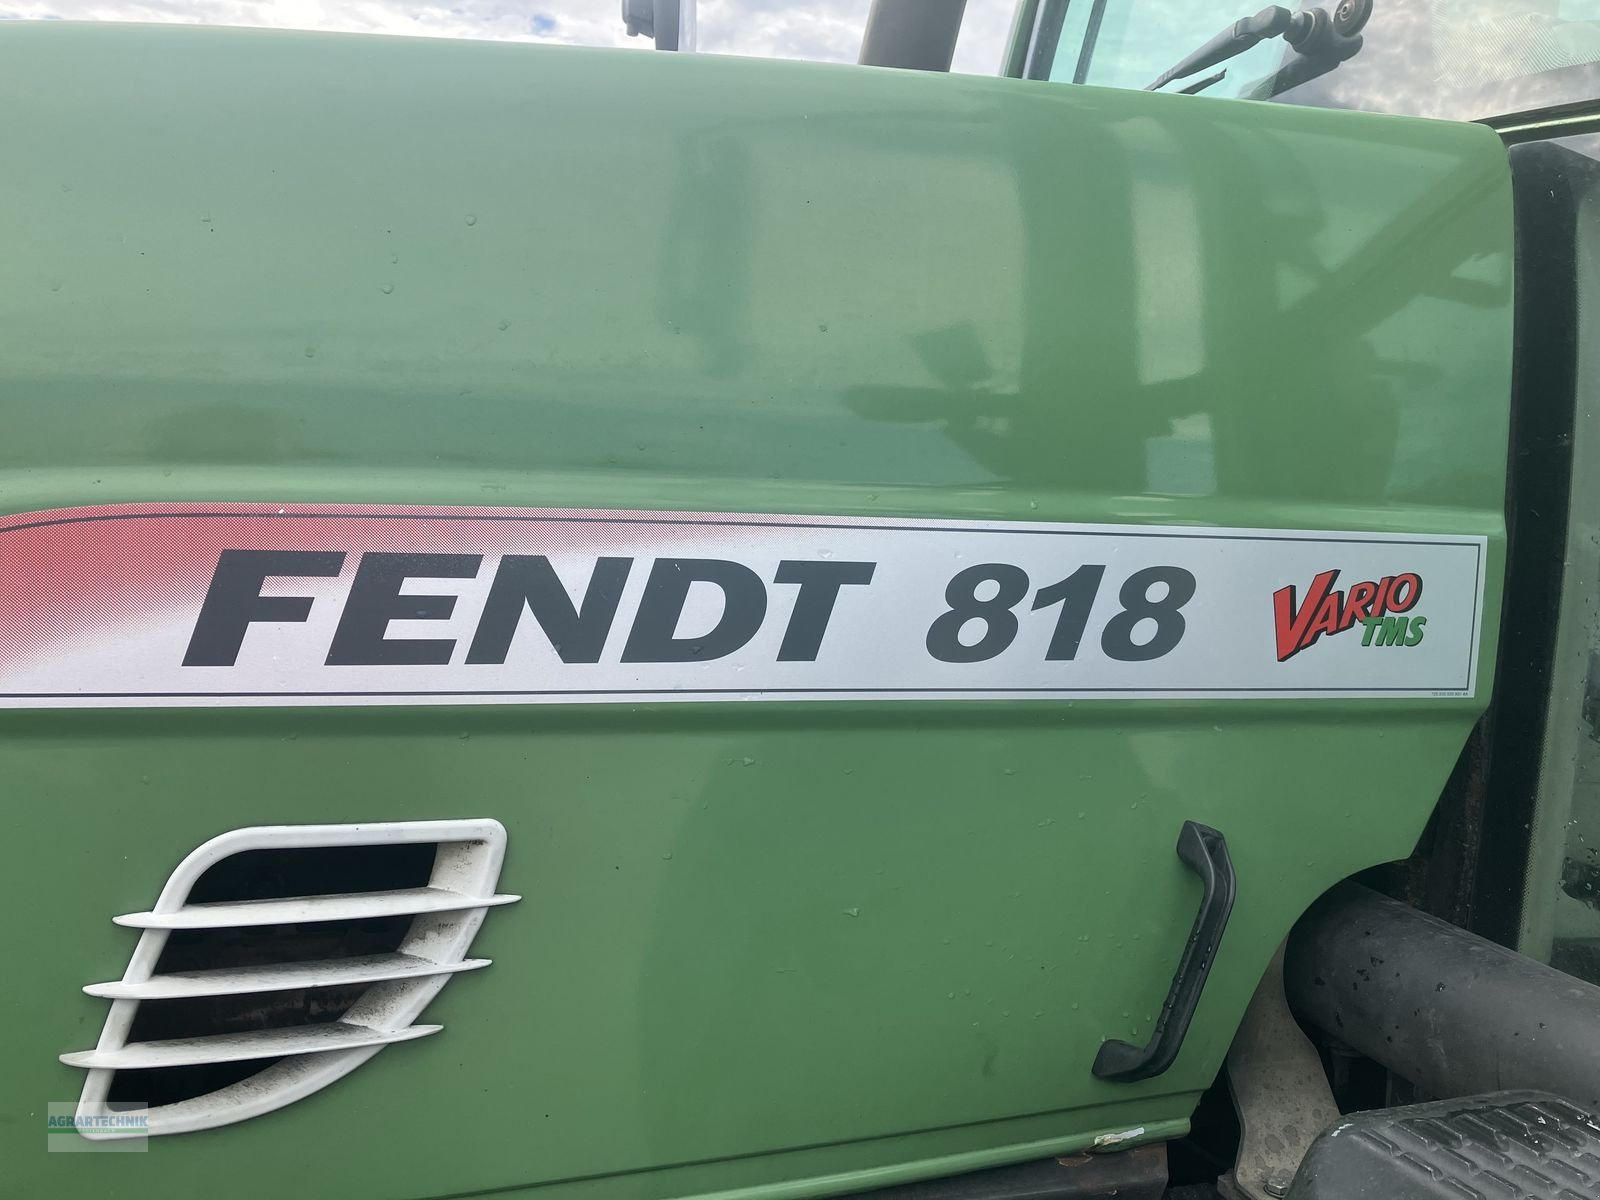 FENDT 818 VARIO TMS
AGRARTECHNIK